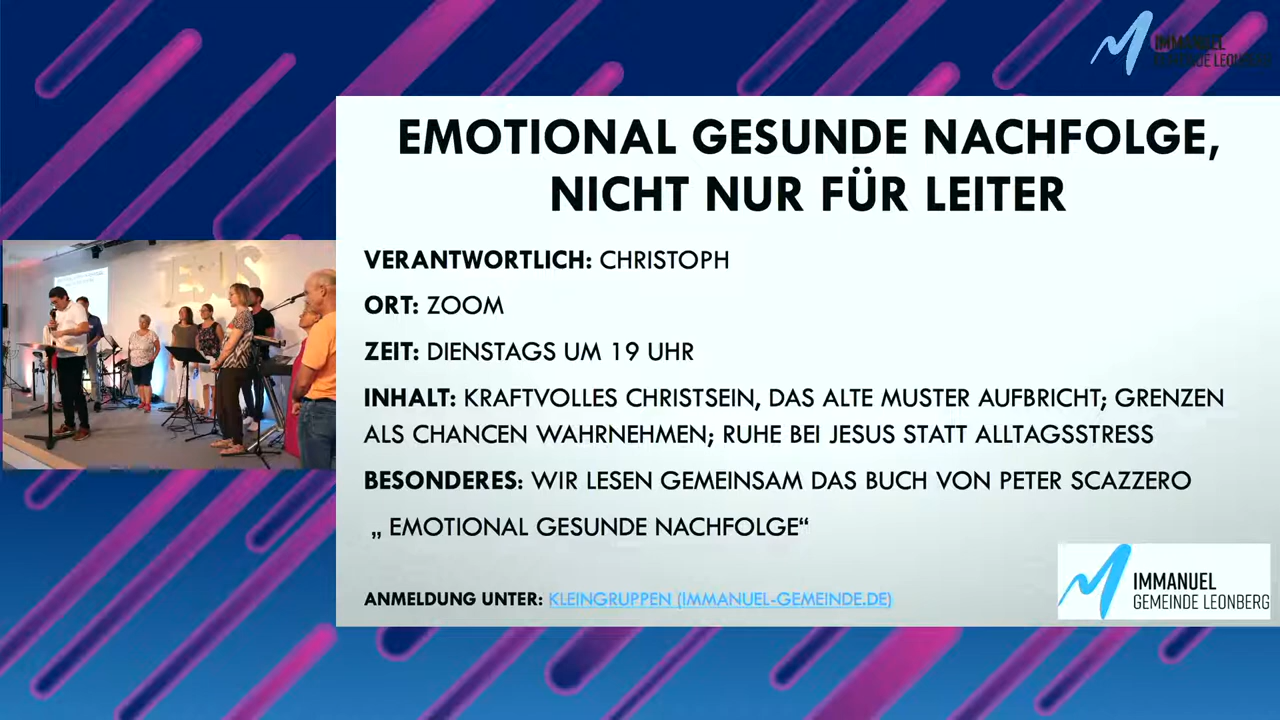 IMMANUEL
GEMEINDE LEONBERG
EMOTIONAL GESUNDE NACHFOLGE,
NICHT NUR FÜR LEITER
VERANTWORTLICH: CHRISTOPH
ORT: ZOOM
ZEIT: DIENSTAGS UM 19 UHR
INHALT: KRAFTVOLLES CHRISTSEIN, DAS ALTE MUSTER AUFBRICHT; GRENZEN
ALS CHANCEN WAHRNEHMEN; RUHE BEI JESUS STATT ALLTAGSSTRESS
BESONDERES: WIR LESEN GEMEINSAM DAS BUCH VON PETER SCAZZERO
„ EMOTIONAL GESUNDE NACHFOLGE“
ANMELDUNG UNTER: KLEINGRUPPEN (IMMANUEL-GEMEINDE.DE)
IMMANUEL
GEMEINDE LEONBERG
JESUS